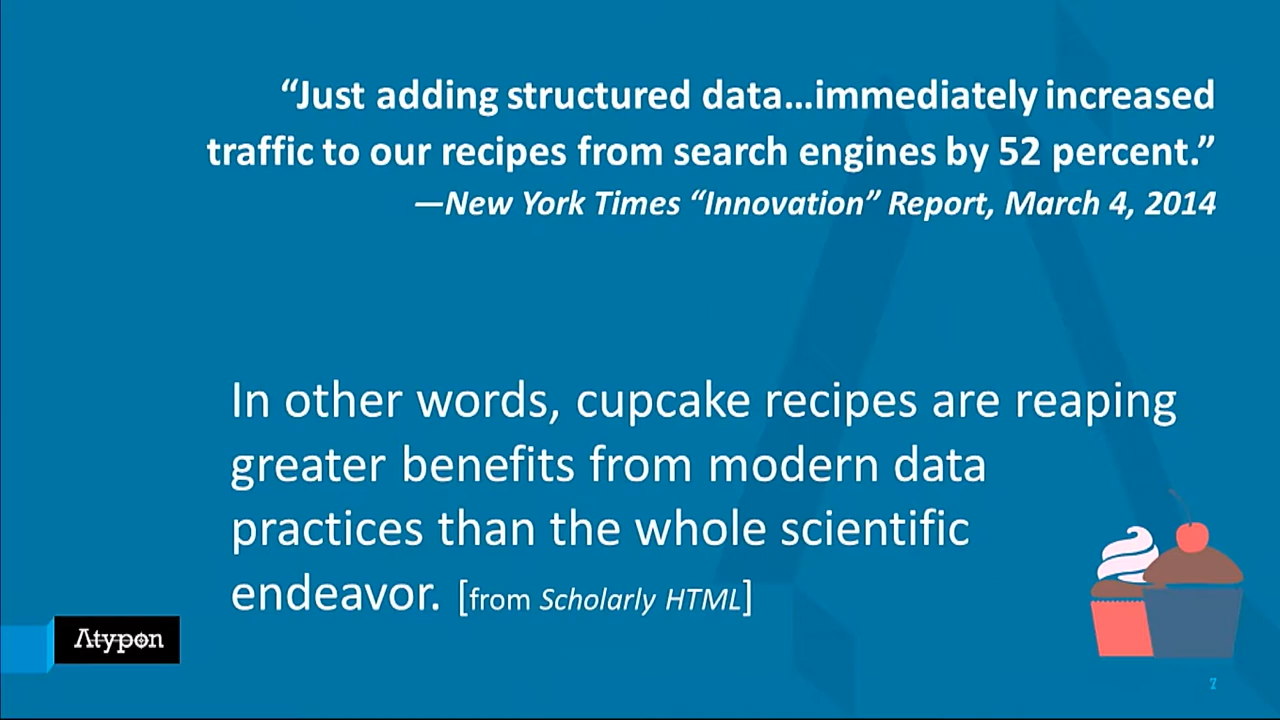 “Just adding structured data...immediately increased
traffic to our recipes from search engines by 52 percent.”
—New York Times “Innovation” Report, March 4, 2014
In other words, cupcake recipes are reaping
greater benefits from modern data
practices than the whole scientific
endeavor. [from Scholarly HTML]
Atypon
7